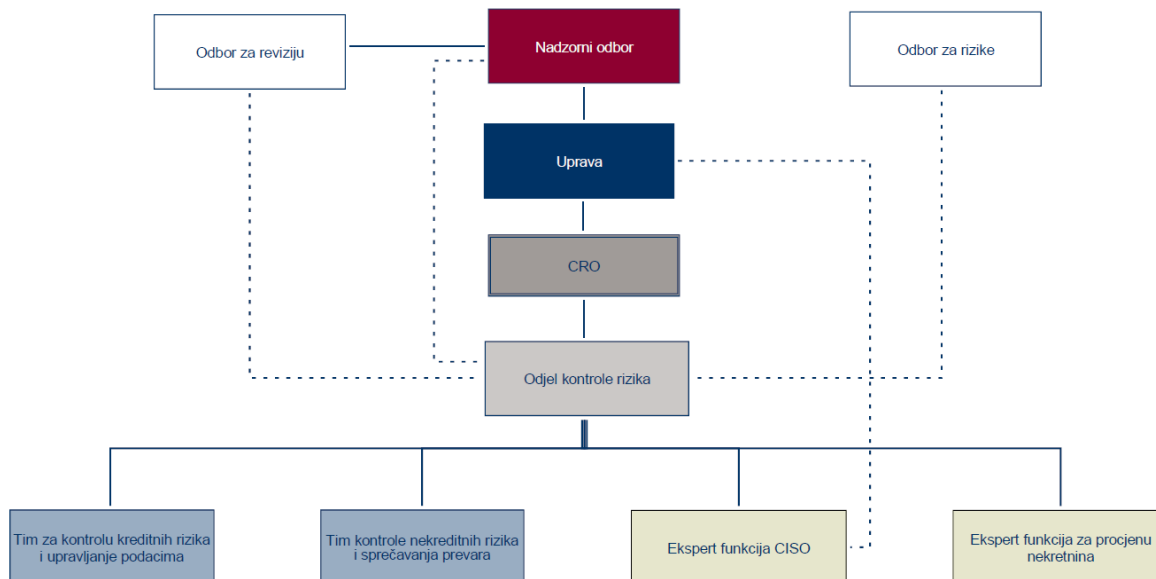 Odbor za reviziju
Nadzorni odbor
Odbor za rizike
Uprava
CRO
Odjel kontrole rizika
Tim za kontrolu kreditnih rizika
i upravljanje podacima
Tim kontrole nekreditnih rizika
i sprečavanja prevara
Ekspert funkcija CISO
Ekspert funkcija za procjenu
nekretnina